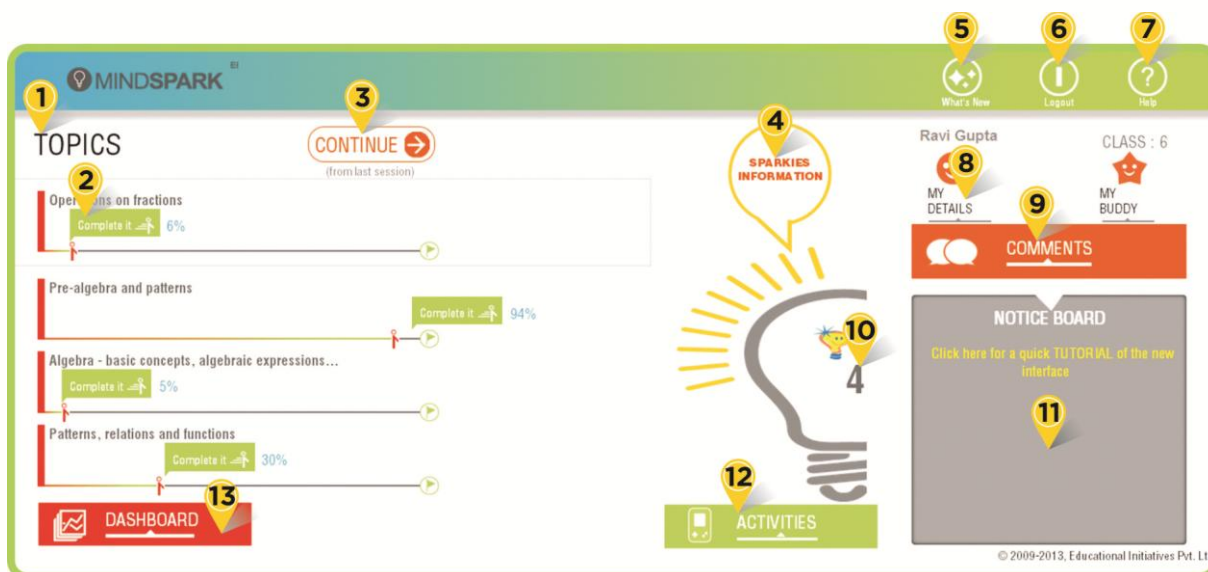 5
6
7
EI
MINDSPARK
What's New
Logout
Help
1
3
4
TOPICS
CONTINUE
(from last session)
SPARKIES
INFORMATION
Ravi Gupta
CLASS : 6
8
MY
DETAILS
MY
BUDDY
2
Operations on fractions
Complete it
6%
9
COMMENTS
Pre-algebra and patterns
Complete it
94%
NOTICE BOARD
Click here for a quick TUTORIAL of the new
interface
10
4
Algebra - basic concepts, algebraic expressions...
Complete it
5%
11
Patterns, relations and functions
Complete it
30%
13
DASHBOARD
12
ACTIVITIES
© 2009-2013, Educational Initiatives Pvt. Lt